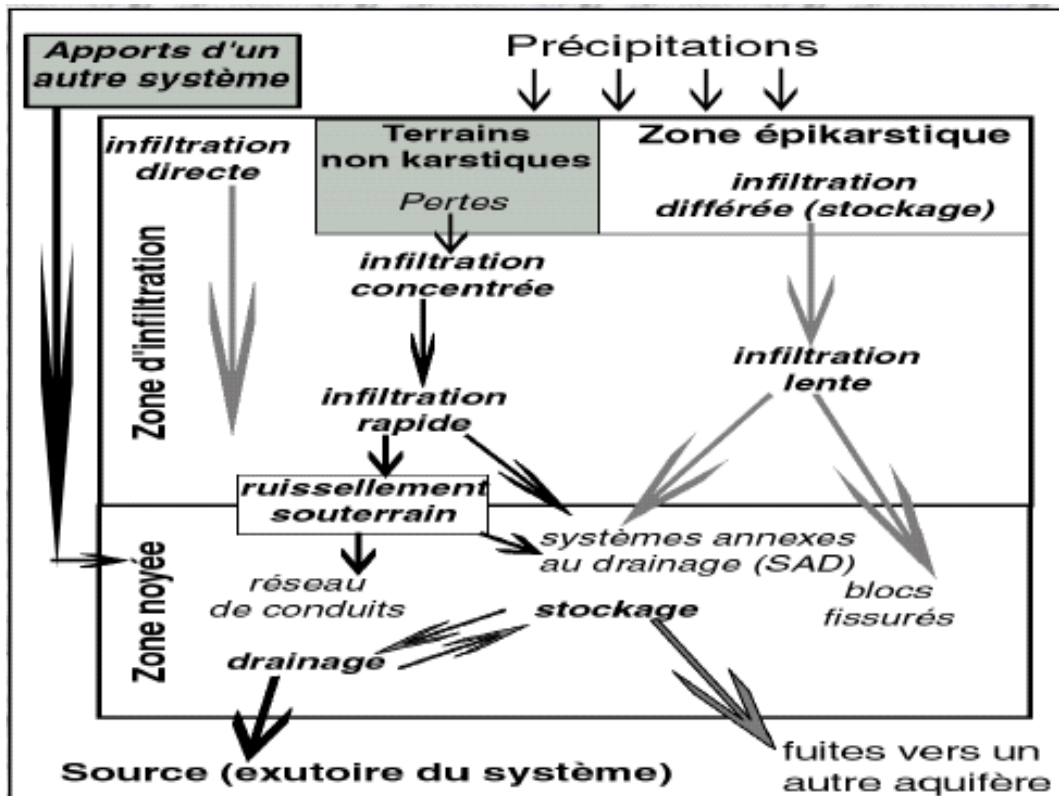 Apports d'un
autre système
Précipitations
infiltration
directe
Terrains
non karstiques
Pertes
Zone épikarstique
infiltration
différée (stockage)
Zone d'infiltration
infiltration
concentrée
infiltration
lente
infiltration
rapide
ruissellement
souterrain
Zone noyée
systèmes annexes
au drainage (SAD)
réseau
de conduits
blocs
fissurés
stockage
drainage
Source (exutoire du système)
fuites vers un
autre aquifère